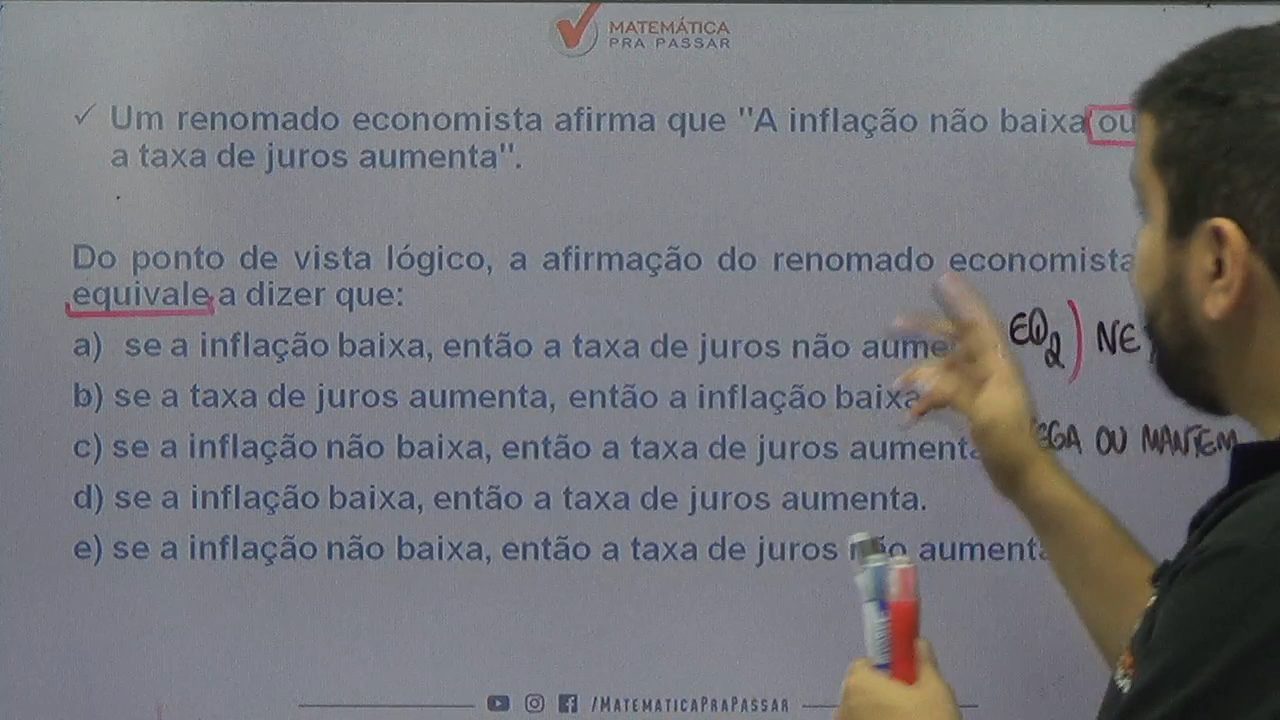 MATEMÁTICA
PRA PASSAR
✓ Um renomado economista afirma que "A inflação não baixa ou
a taxa de juros aumenta".
Do ponto de vista lógico, a afirmação do renomado economista
equivale a dizer que:
a) se a inflação baixa, então a taxa de juros não
b) se a taxa de juros aumenta, então a inflação baixa
c) se a inflação não baixa, então a taxa de juros
d) se a inflação baixa, então a taxa de juros aumenta.
e) se a inflação não baixa, então a taxa de juros não
EQ2) NE
OU MANTEM
/MATEMATICAPRAPASSAR